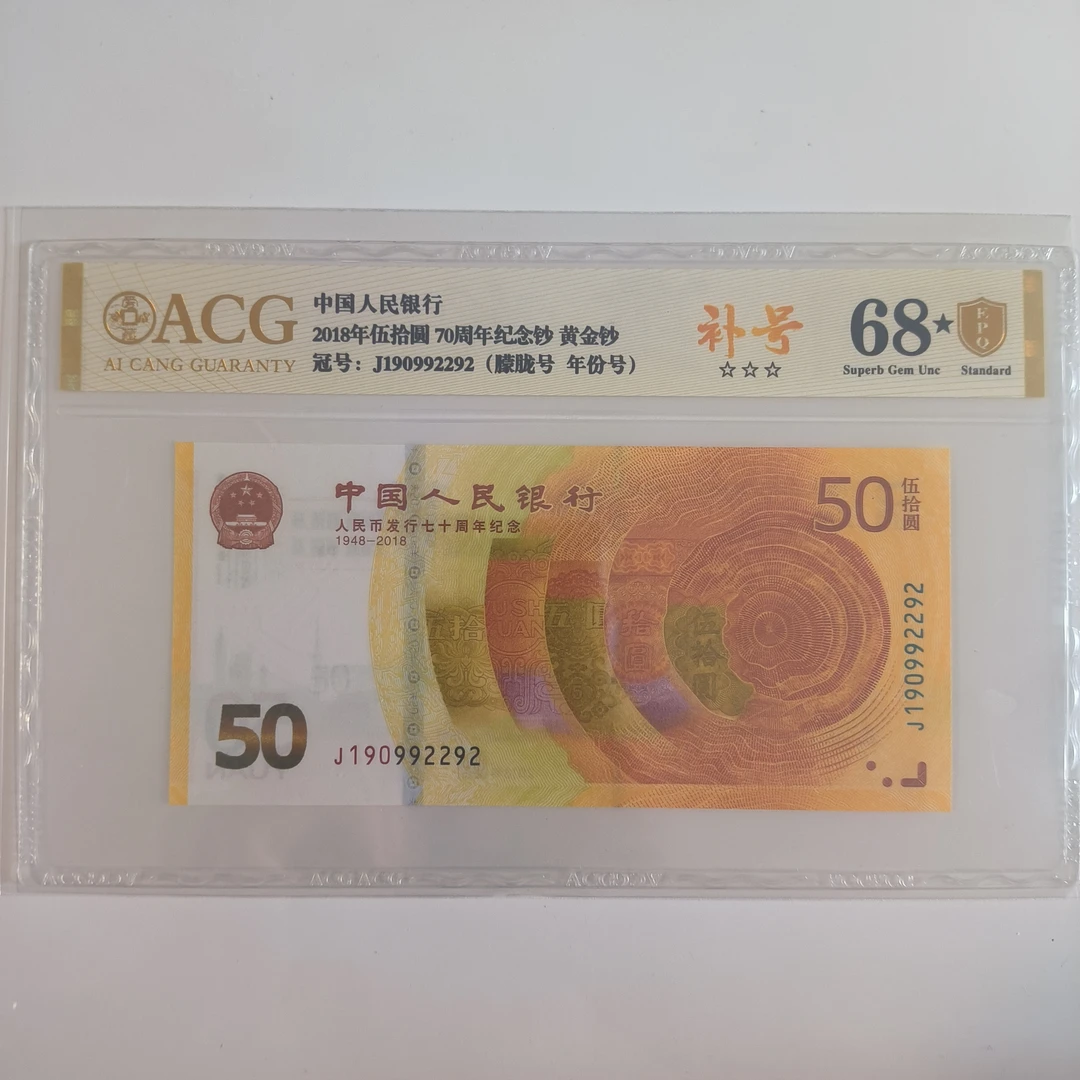 ACG
AI CANG GUARANTY
中国人民银行
2018年伍拾圆 70周年纪念钞 黄金钞
冠号：J190992292（朦胧号 年份号）
补号
☆☆☆
68★
Superb Gem Unc
EPQ
Standard
中国人民银行
人民币发行七十周年纪念
1948-2018
50
伍拾圆
J190992292
50
J190992292